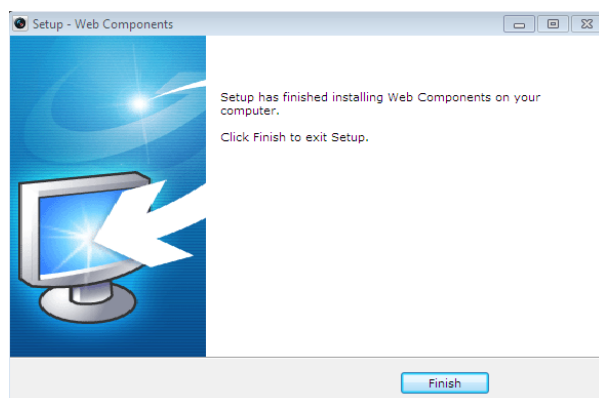 Setup - Web Components
Setup has finished installing Web Components on your
computer.
Click Finish to exit Setup.
Finish